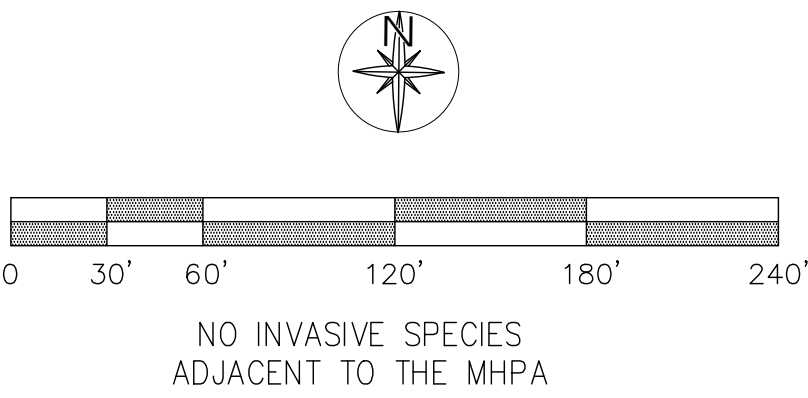 N
0 30' 60' 120' 180' 240'
NO INVASIVE SPECIES
ADJACENT TO THE MHPA